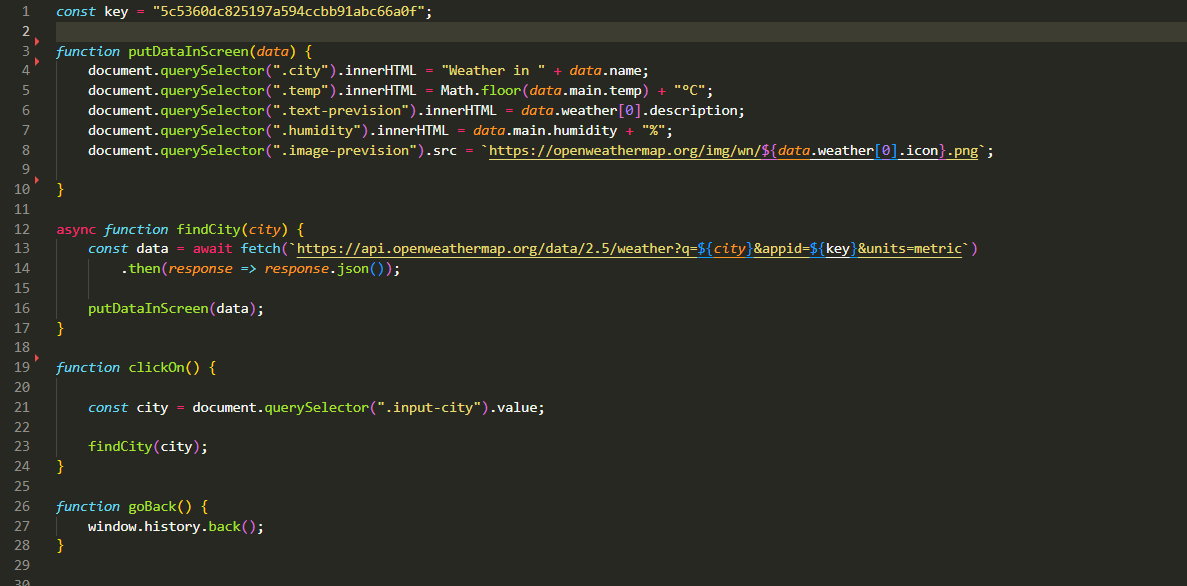 1 const key = "5c5360dc825197a594ccbb91abc66a0f";
2
3 function putDataInScreen(data) {
4 document.querySelector(".city").innerHTML = "Weather in " + data.name;
5 document.querySelector(".temp").innerHTML = Math.floor(data.main.temp) + "°C";
6 document.querySelector(".text-prevision").innerHTML = data.weather[0].description;
7 document.querySelector(".humidity").innerHTML = data.main.humidity + "%";
8 document.querySelector(".image-prevision").src = `https://openweathermap.org/img/wn/${data.weather[0].icon}.png`;
9
10 }
11
12 async function findCity(city) {
13 const data = await fetch(`https://api.openweathermap.org/data/2.5/weather?q=${city}&appid=${key}&units=metric`)
14 .then(response => response.json());
15
16 putDataInScreen(data);
17 }
18
19 function clickOn() {
20
21 const city = document.querySelector(".input-city").value;
22
23 findCity(city);
24 }
25
26 function goBack() {
27 window.history.back();
28 }
29
30